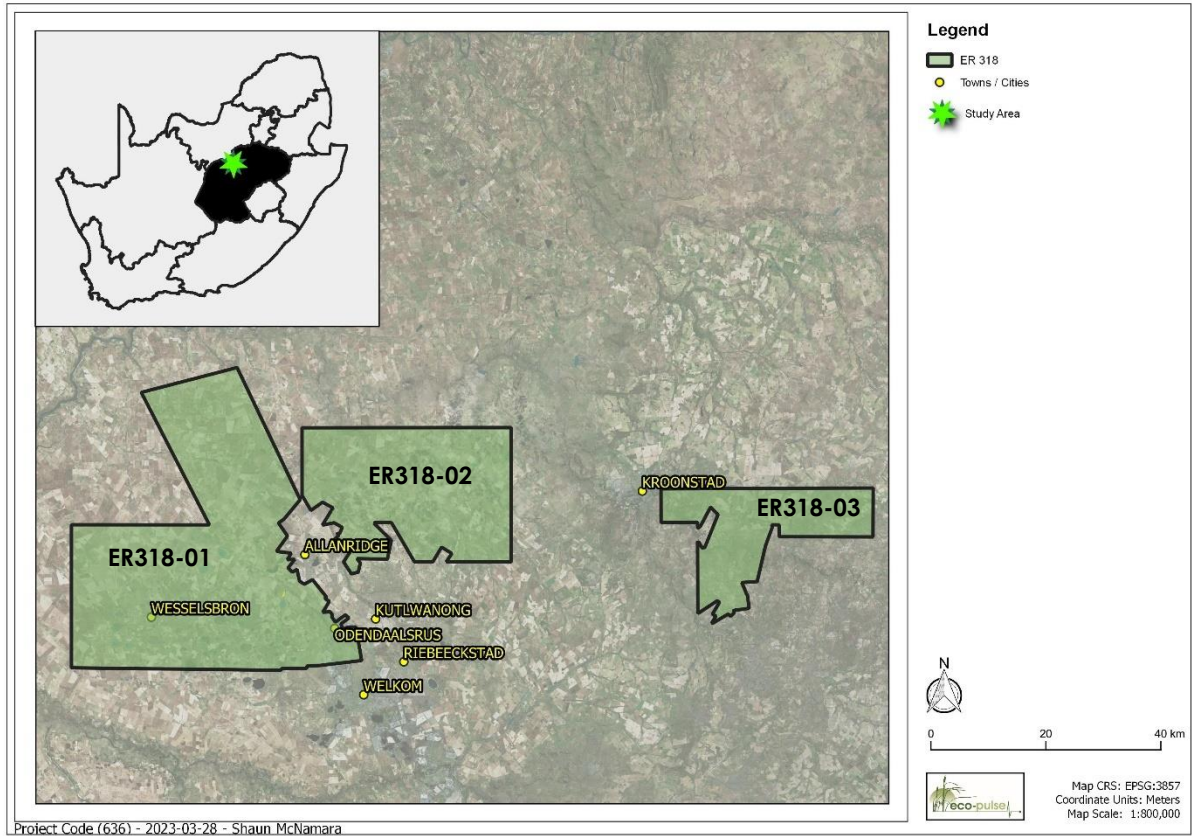 Legend
ER 318
Towns / Cities
Study Area
ER318-02
KROONSTAD
ER318-03
ER318-01
ALLANRIDGE
WESSELSBRON
KUTLWANONG
ODENDAALSRUS
RIEBEECKSTAD
WELKOM
N
0 20 40 km
eco-pulse
Map CRS: EPSG:3857
Coordinate Units: Meters
Map Scale: 1:800,000
Project Code (636) - 2023-03-28 - Shaun McNamara